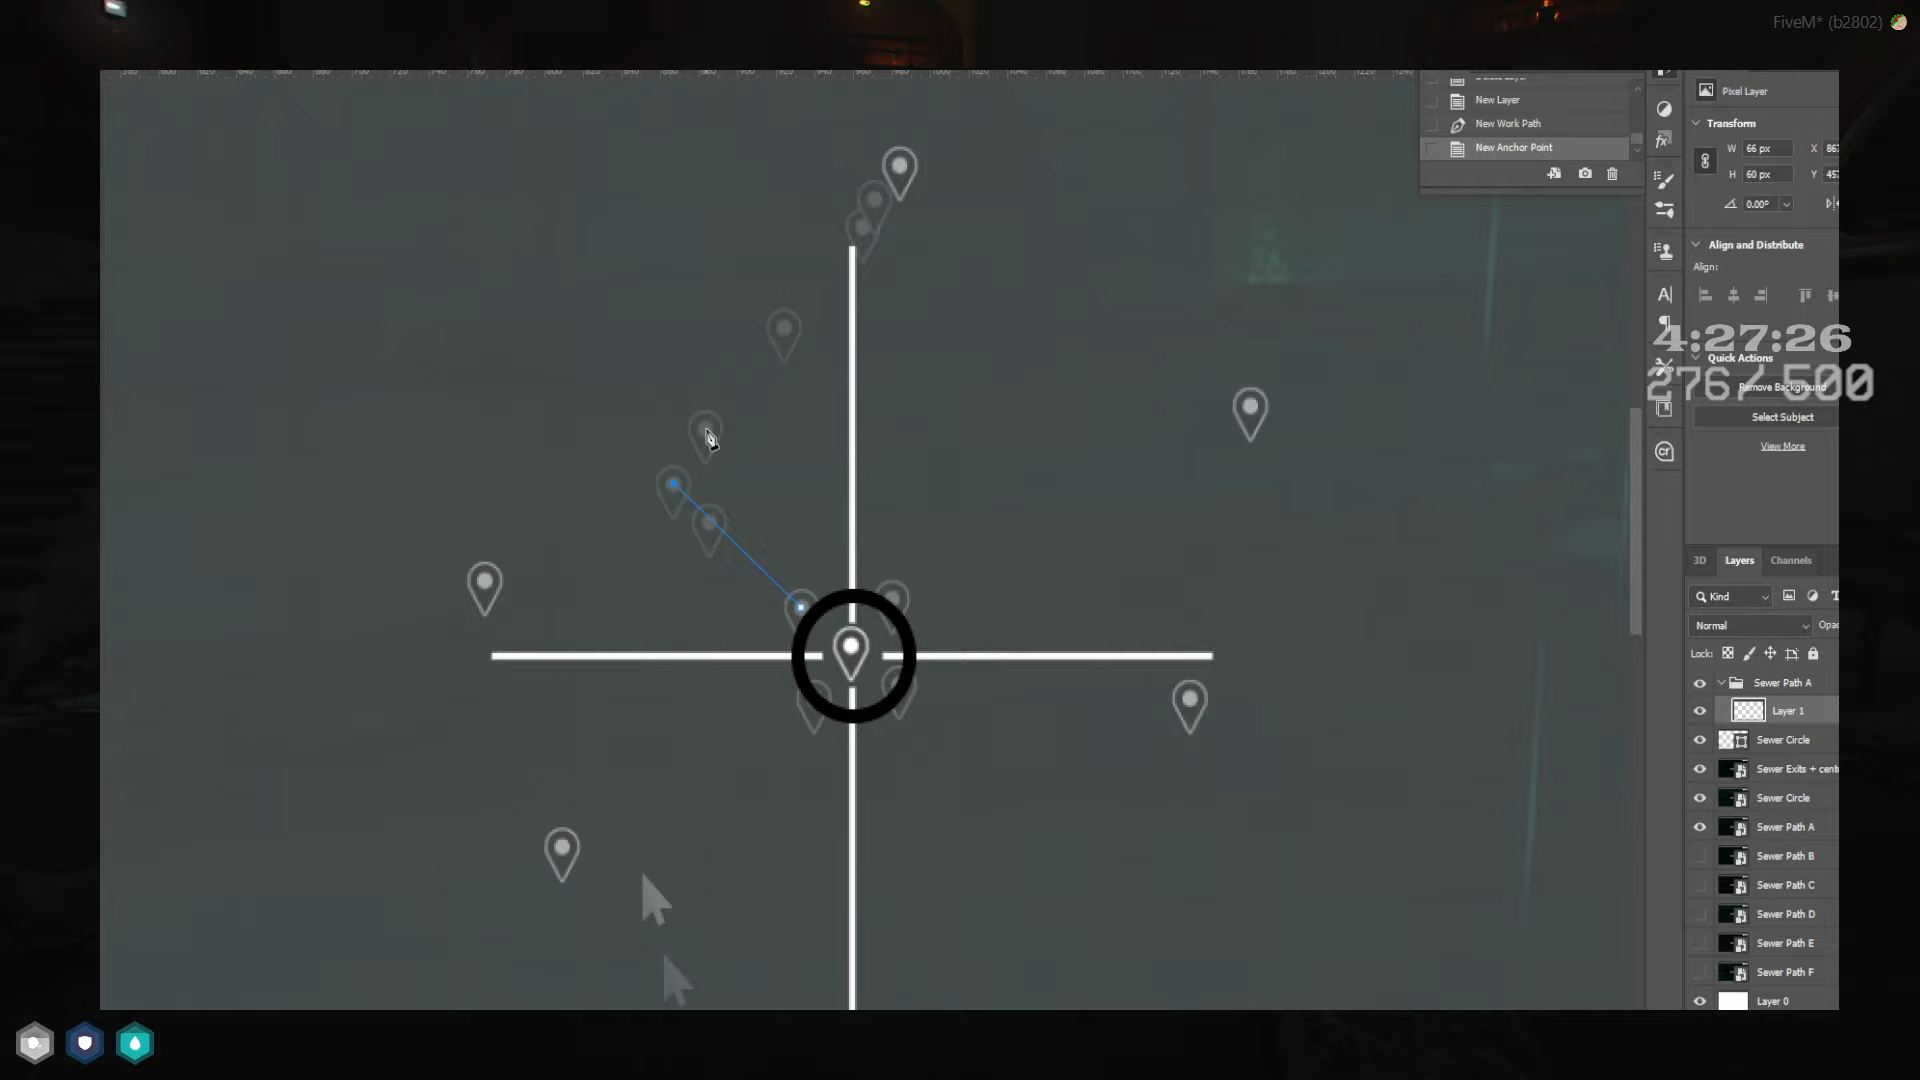 FiveM* (b2802)
New Layer
New Work Path
New Anchor Point
Pixel Layer
Transform
W 66 px X 867
H 60 px Y 457
0.00°
Align and Distribute
Align:
4:27:26
Quick Actions
276/500
Remove Background
Select Subject
View More
3D Layers Channels
Kind
Normal Opac
Lock:
Sewer Path A
Layer 1
Sewer Circle
Sewer Exits + cent
Sewer Circle
Sewer Path A
Sewer Path B
Sewer Path C
Sewer Path D
Sewer Path E
Sewer Path F
Layer 0